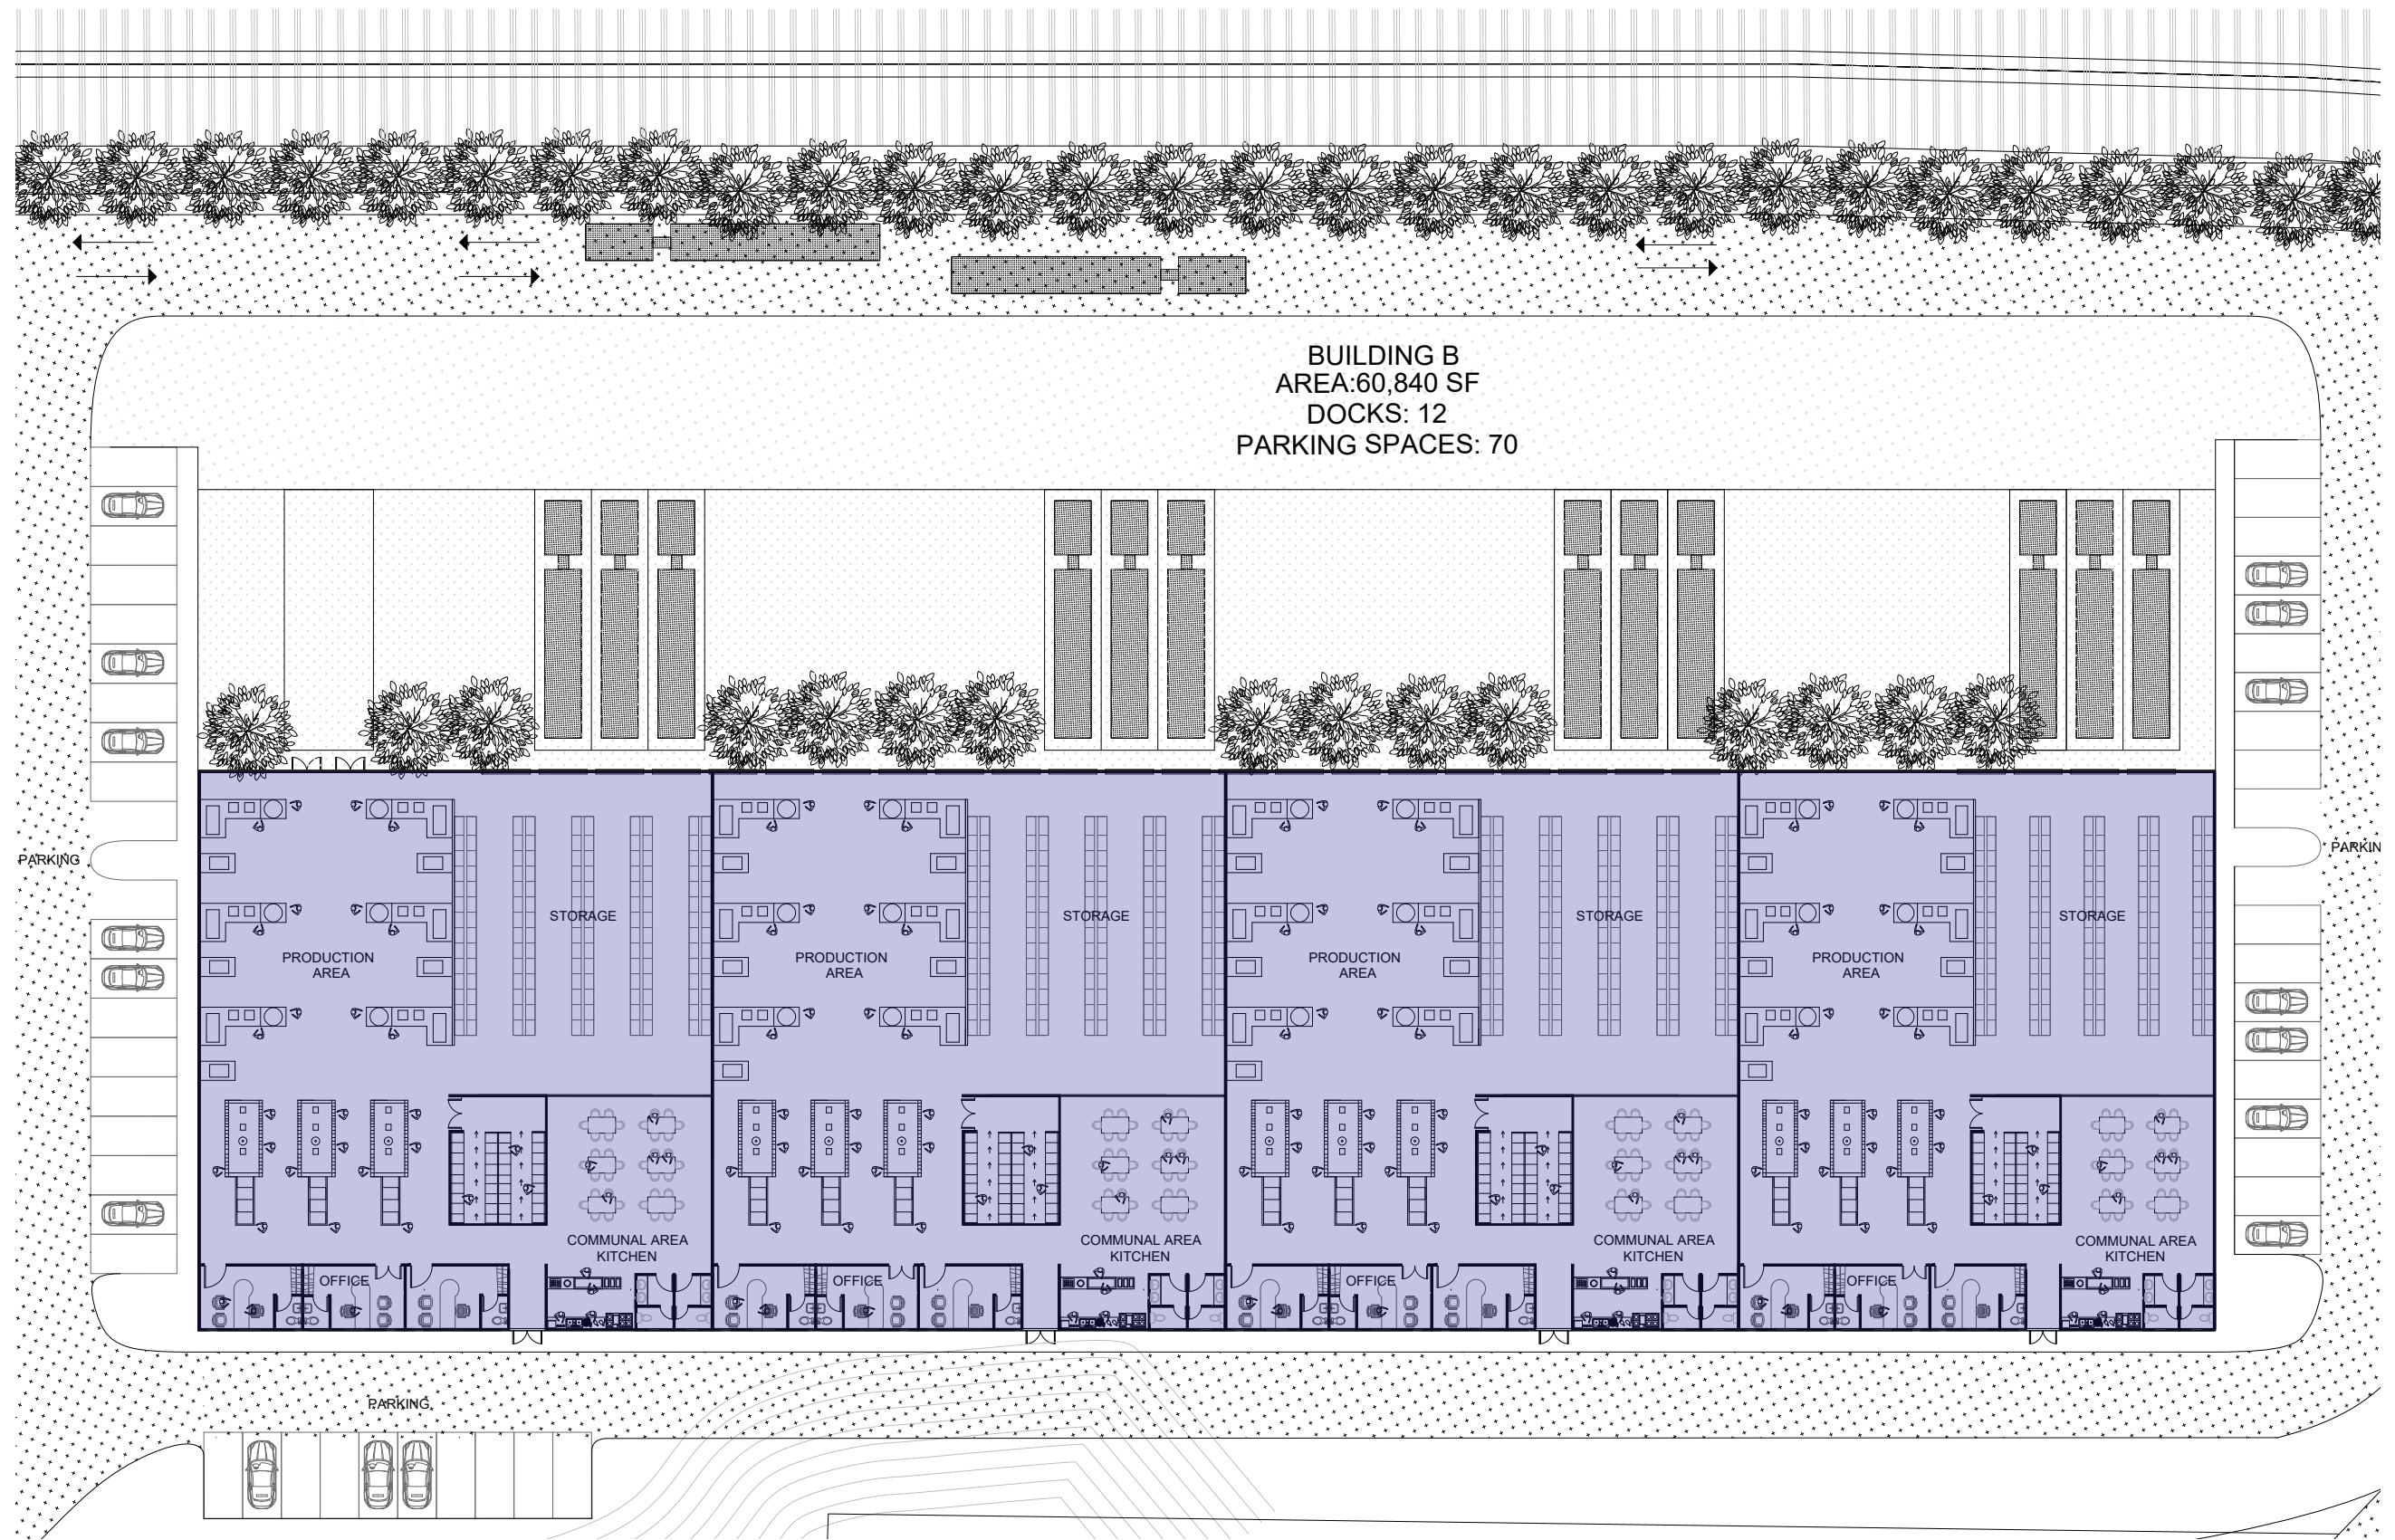 BUILDING B
AREA:60,840 SF
DOCKS: 12
PARKING SPACES: 70
PARKING
PARKIN
STORAGE
STORAGE
STORAGE
STORAGE
PRODUCTION
AREA
PRODUCTION
AREA
PRODUCTION
AREA
PRODUCTION
AREA
COMMUNAL AREA
KITCHEN
COMMUNAL AREA
KITCHEN
COMMUNAL AREA
KITCHEN
COMMUNAL AREA
KITCHEN
OFFICE
OFFICE
OFFICE
OFFICE
PARKING